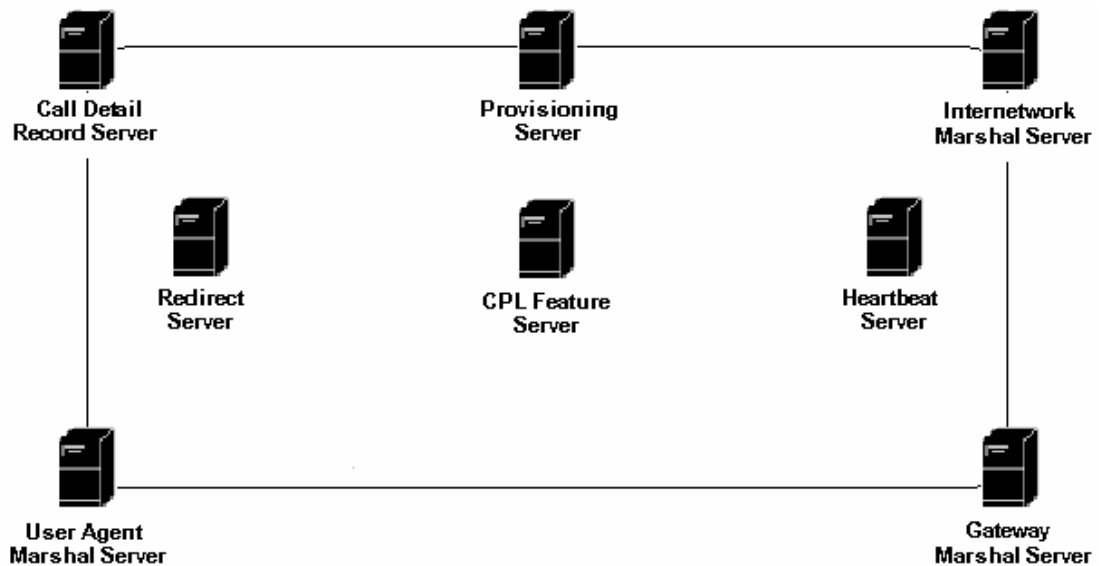 Call Detail
Record Server
Provisioning
Server
Internetwork
Marshal Server
Redirect
Server
CPL Feature
Server
Heartbeat
Server
User Agent
Marshal Server
Gateway
Marshal Server